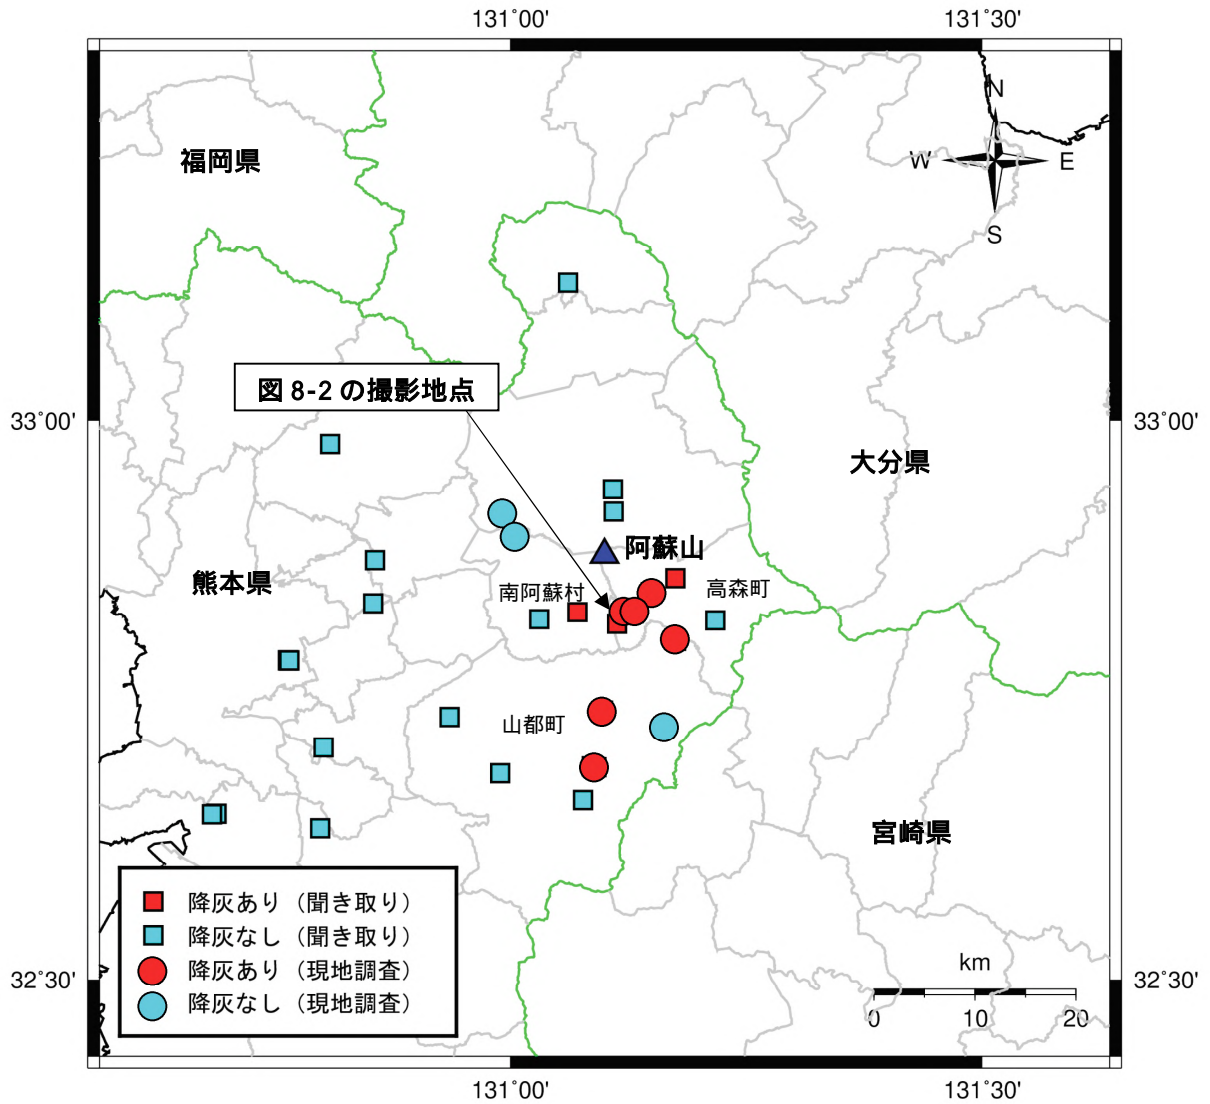 131°00'
131°30'
N
W
E
S
福岡県
図 8-2 の撮影地点
33°00'
33°00'
大分県
阿蘇山
熊本県
南阿蘇村
高森町
山都町
宮崎県
降灰あり（聞き取り）
降灰なし（聞き取り）
降灰あり（現地調査）
降灰なし（現地調査）
km
0
10
20
32°30'
32°30'
131°00'
131°30'